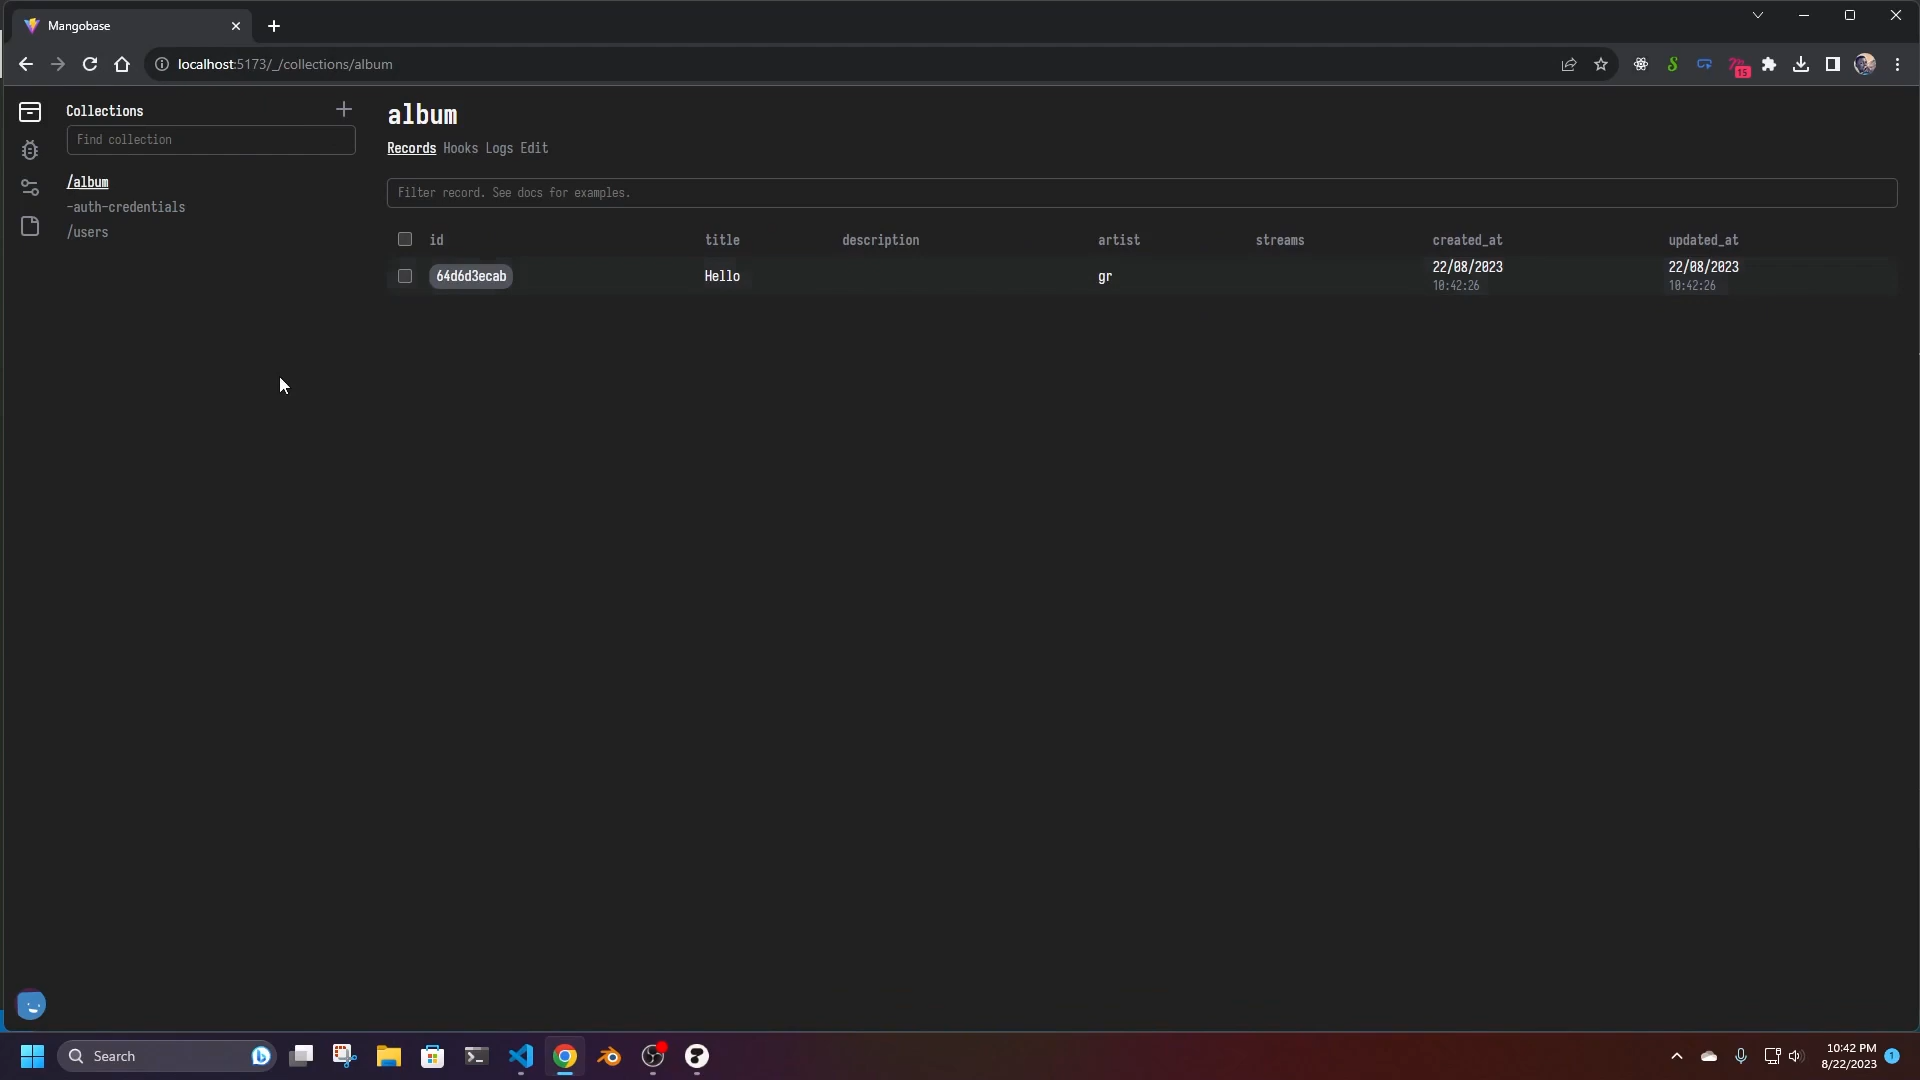 Mangobase
localhost:5173/_/collections/album
15
Collections
Find collection
/album
-auth-credentials
/users
album
Records Hooks Logs Edit
Filter record. See docs for examples.
id title description artist streams created_at updated_at
64d6d3ecab Hello gr 22/08/2023 22/08/2023
10:42:26 10:42:26
Search
10:42 PM
8/22/2023
1